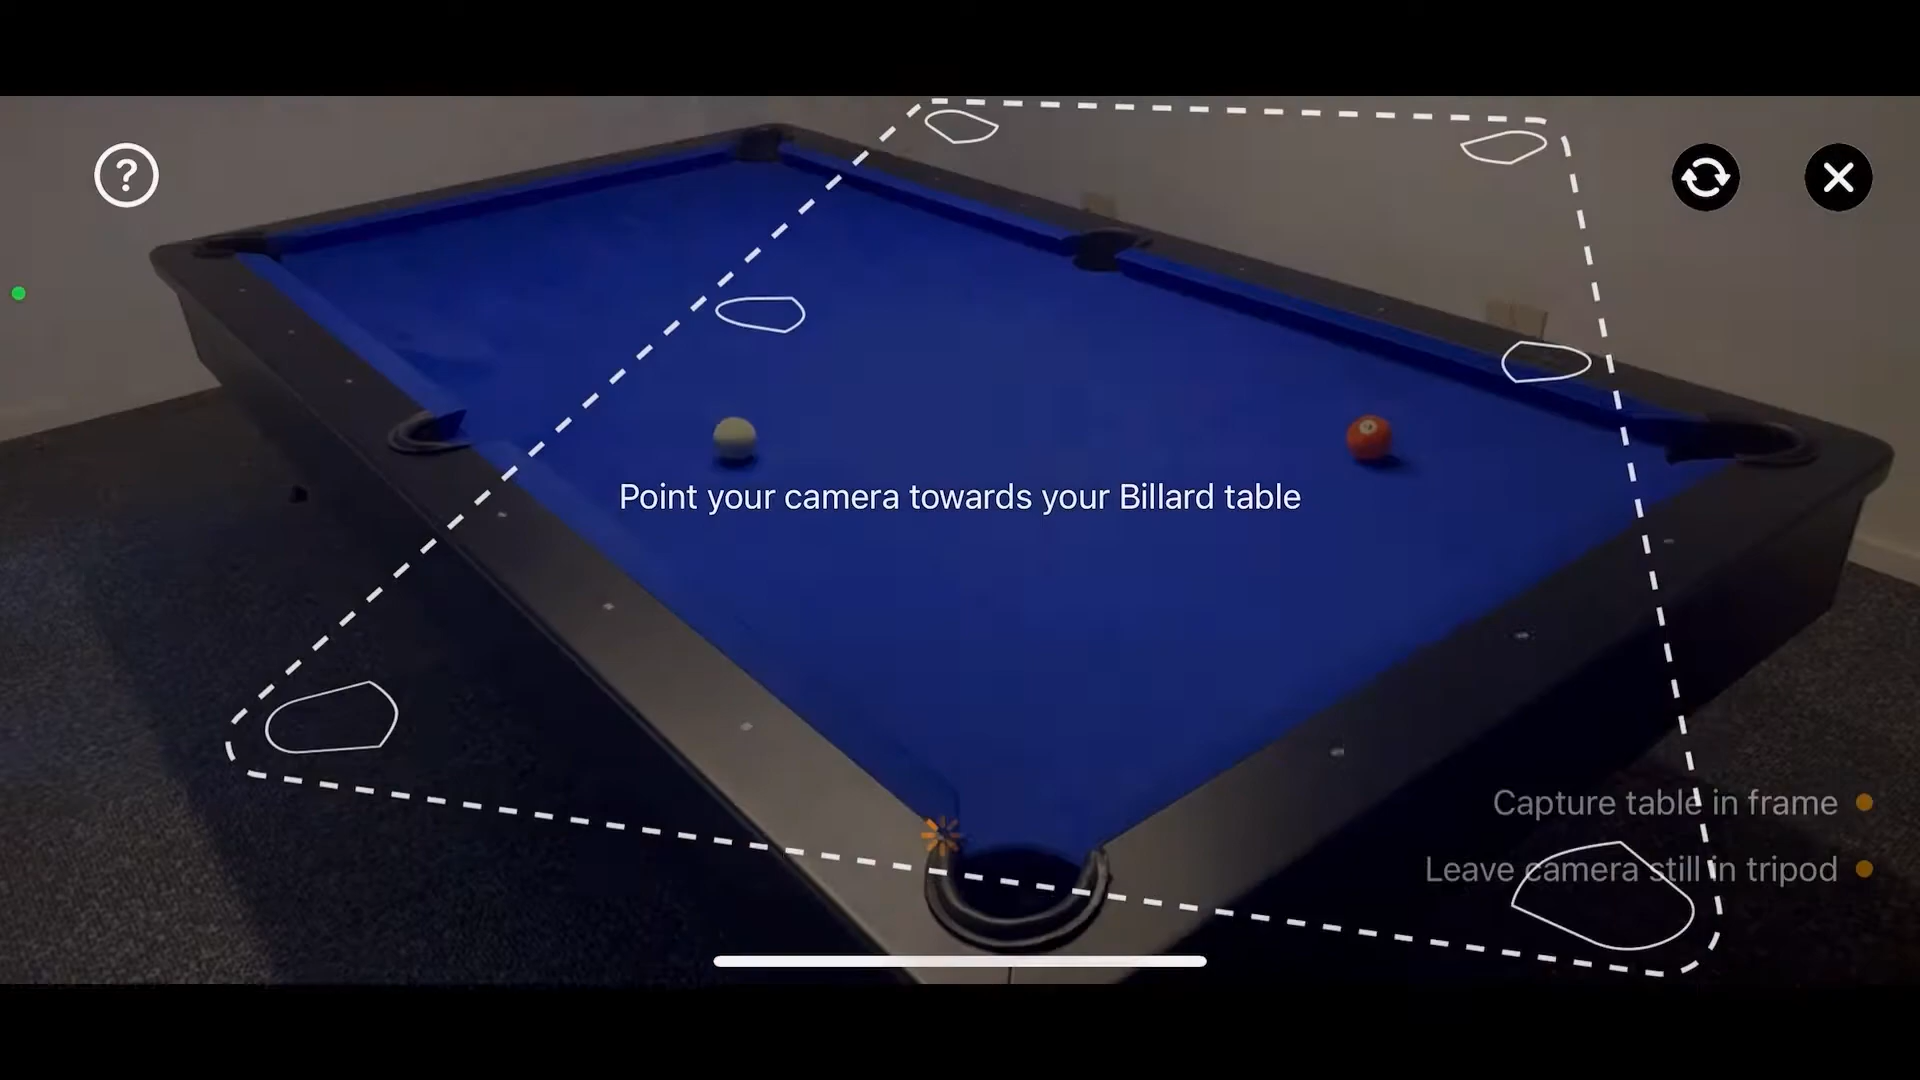 ?
Point your camera towards your Billard table
Capture table in frame
Leave camera still in tripod